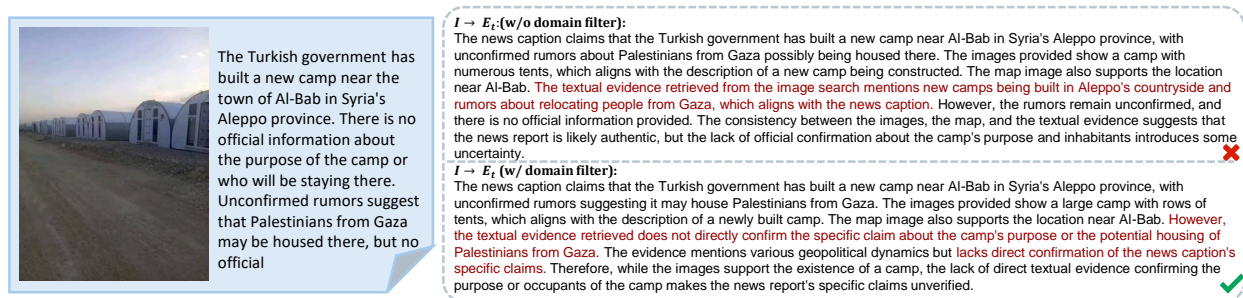 The Turkish government has
built a new camp near the
town of Al-Bab in Syria's
Aleppo province. There is no
official information about
the purpose of the camp or
who will be staying there.
Unconfirmed rumors suggest
that Palestinians from Gaza
may be housed there, but no
official
I → Eₜ:(w/o domain filter):
The news caption claims that the Turkish government has built a new camp near Al-Bab in Syria's Aleppo province, with
unconfirmed rumors about Palestinians from Gaza possibly being housed there. The images provided show a camp with
numerous tents, which aligns with the description of a new camp being constructed. The map image also supports the location
near Al-Bab. The textual evidence retrieved from the image search mentions new camps being built in Aleppo's countryside and
rumors about relocating people from Gaza, which aligns with the news caption. However, the rumors remain unconfirmed, and
there is no official information provided. The consistency between the images, the map, and the textual evidence suggests that
the news report is likely authentic, but the lack of official confirmation about the camp's purpose and inhabitants introduces some
uncertainty.
I → Eₜ (w/ domain filter):
The news caption claims that the Turkish government has built a new camp near Al-Bab in Syria's Aleppo province, with
unconfirmed rumors suggesting it may house Palestinians from Gaza. The images provided show a large camp with rows of
tents, which aligns with the description of a newly built camp. The map image also supports the location near Al-Bab. However,
the textual evidence retrieved does not directly confirm the specific claim about the camp's purpose or the potential housing of
Palestinians from Gaza. The evidence mentions various geopolitical dynamics but lacks direct confirmation of the news caption's
specific claims. Therefore, while the images support the existence of a camp, the lack of direct textual evidence confirming the
purpose or occupants of the camp makes the news report's specific claims unverified.